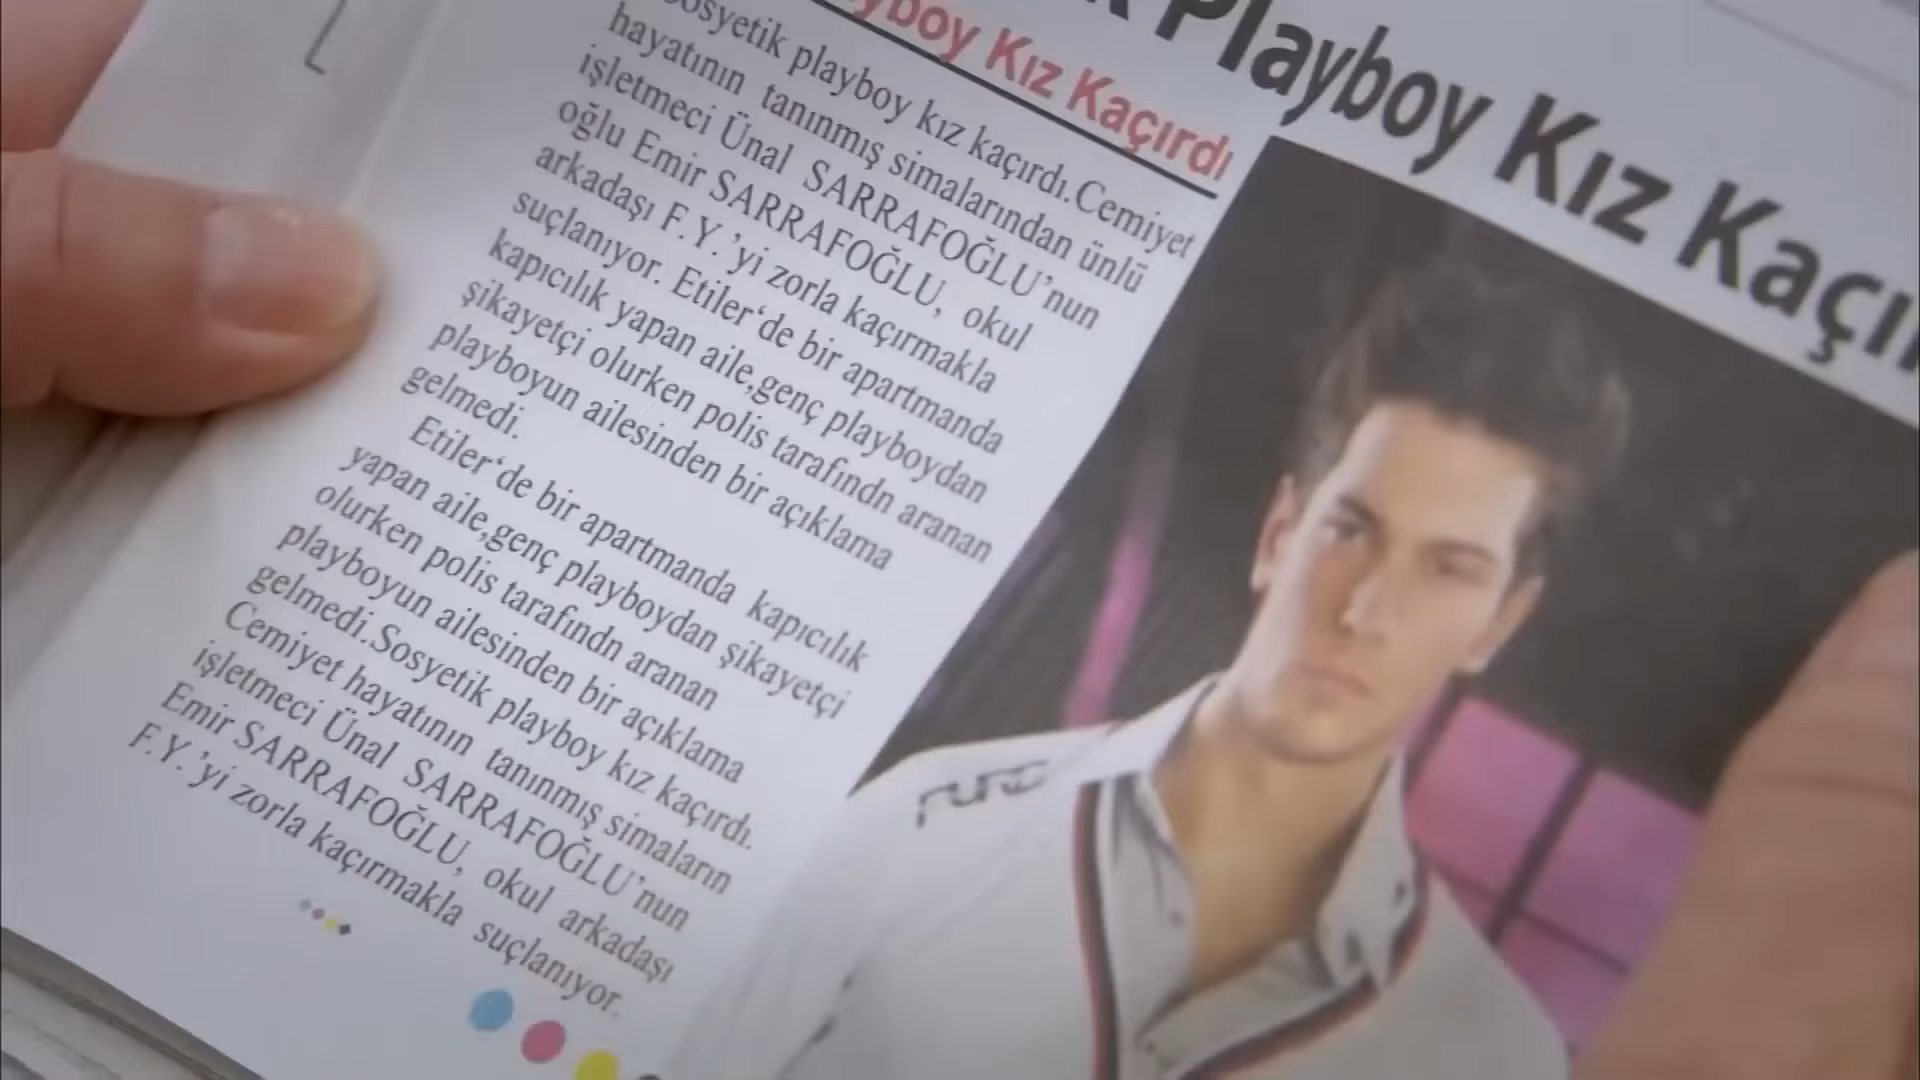 Playboy Kız Kaçır
Kız Kaçırdı
Sosyetik playboy kız kaçırdı.Cemiyet
hayatının tanınmış simalarından ünlü
işletmeci Ünal SARRAFOĞLU'nun
oğlu Emir SARRAFOĞLU, okul
arkadaşı F.Y.'yi zorla kaçırmakla
suçlanıyor. Etiler‘de bir apartmanda
kapıcılık yapan aile,genç playboydan
şikayetçi olurken polis tarafındn aranan
playboyun ailesinden bir açıklama
gelmedi.
Etiler‘de bir apartmanda kapıcılık
yapan aile,genç playboydan şikayetçi
olurken polis tarafındn aranan
playboyun ailesinden bir açıklama
gelmedi.Sosyetik playboy kız kaçırdı.
Cemiyet hayatının tanınmış simaların
işletmeci Ünal SARRAFOĞLU'nun
Emir SARRAFOĞLU, okul arkadaşı
F.Y.'yi zorla kaçırmakla suçlanıyor.